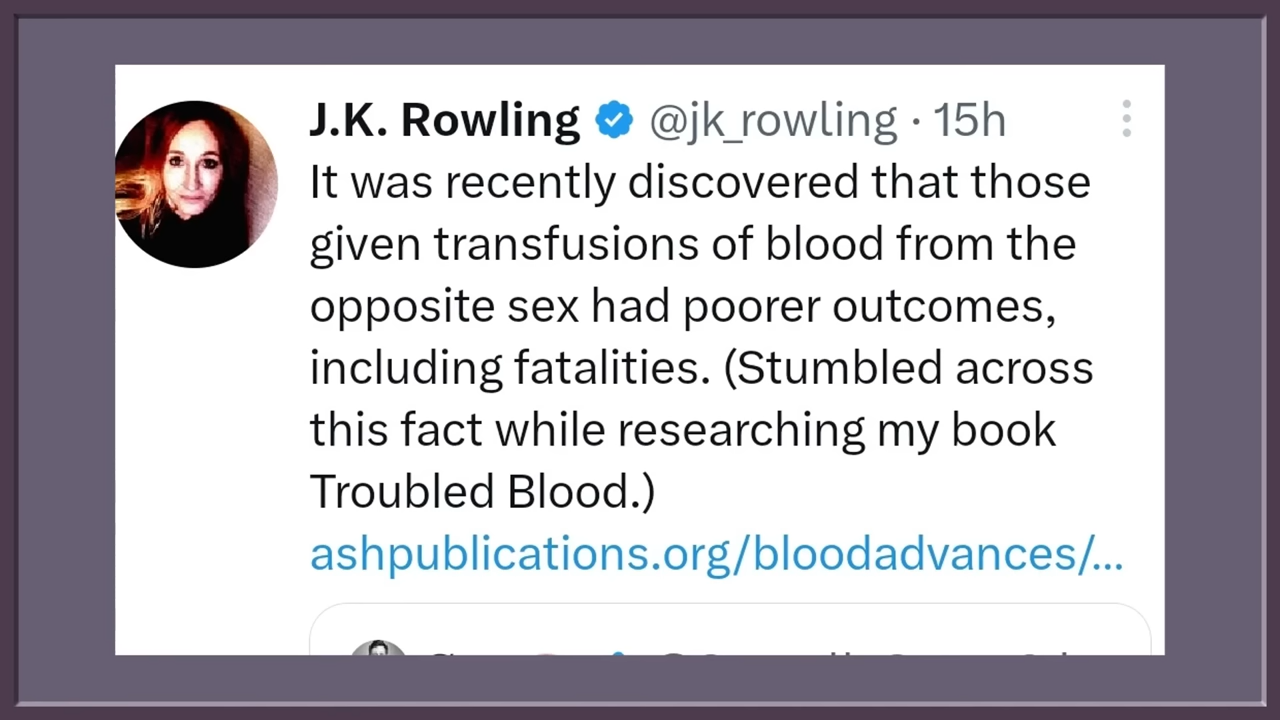 J.K. Rowling @jk_rowling · 15h
It was recently discovered that those
given transfusions of blood from the
opposite sex had poorer outcomes,
including fatalities. (Stumbled across
this fact while researching my book
Troubled Blood.)
ashpublications.org/bloodadvances/...